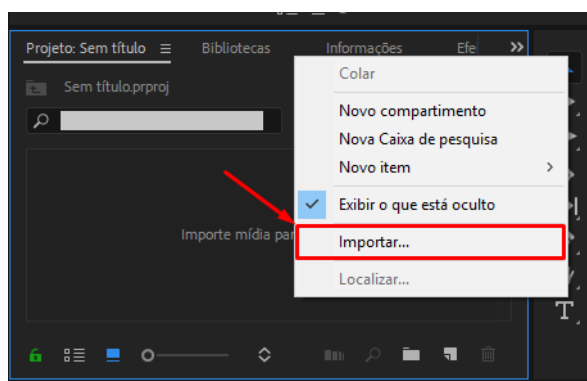 Projeto: Sem título
Bibliotecas
Informações
Efe
Sem título.prproj
Importe mídia par
Colar
Novo compartimento
Nova Caixa de pesquisa
Novo item
Exibir o que está oculto
Importar...
Localizar...
T